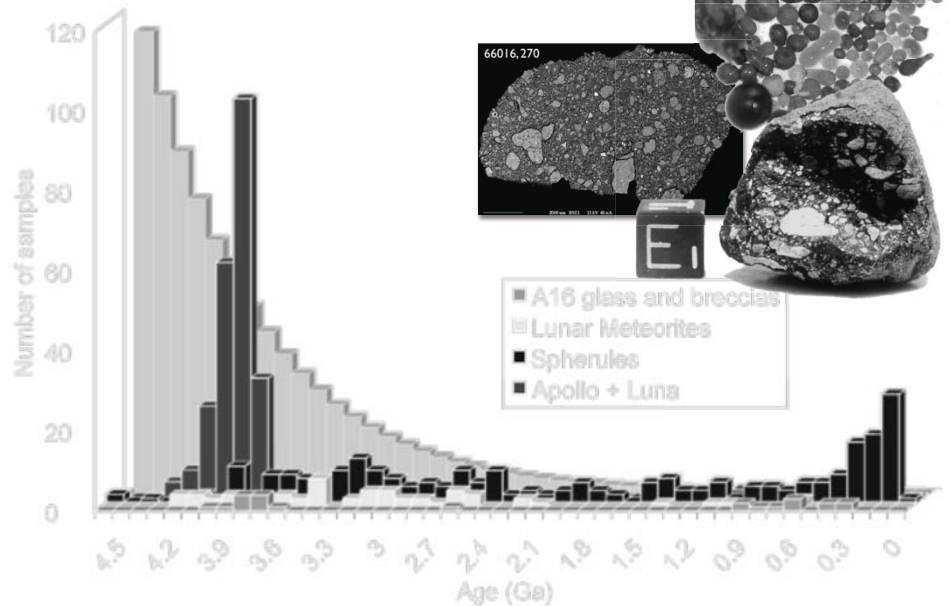 120
100
80
60
40
20
0
Number of samples
4.5 4.2 3.9 3.6 3.3 3 2.7 2.4 2.1 1.8 1.5 1.2 0.9 0.6 0.3 0
Age (Ga)
66016,270
A16 glass and breccias
Lunar Meteorites
Spherules
Apollo + Luna
E
1